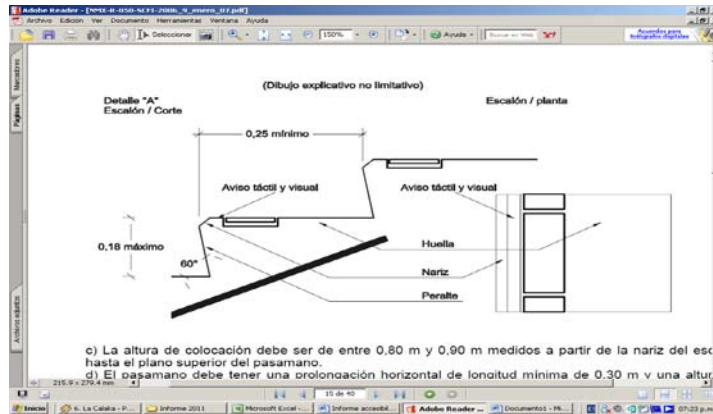 Adobe Reader - [NMX-R-050-SCFI-2006_9_enero_07.pdf]
Archivo Edición Ver Documento Herramientas Ventana Ayuda
Seleccionar
150%
Ayuda
Buscar en Web
Acuerdos para
fotógrafos digitales
Marcadores
Páginas
Archivos adjuntos
(Dibujo explicativo no limitativo)
Detalle "A"
Escalón / Corte
Escalón / planta
0,25 mínimo
Aviso táctil y visual
Aviso táctil y visual
0,18 máximo
Huella
Nariz
60°
Peralte
c) La altura de colocación debe ser de entre 0,80 m y 0,90 m medidos a partir de la nariz del esc
hasta el plano superior del pasamano.
d) El pasamano debe tener una prolongación horizontal de longitud mínima de 0,30 m y una altur
215.9 x 279.4 mm
15 de 40
Inicio
6. La Calaka - P...
Informe 2011
Microsoft Excel -...
Informe accesibil...
Adobe Reader ...
Documento1 - Mi...
07:23 p.m.